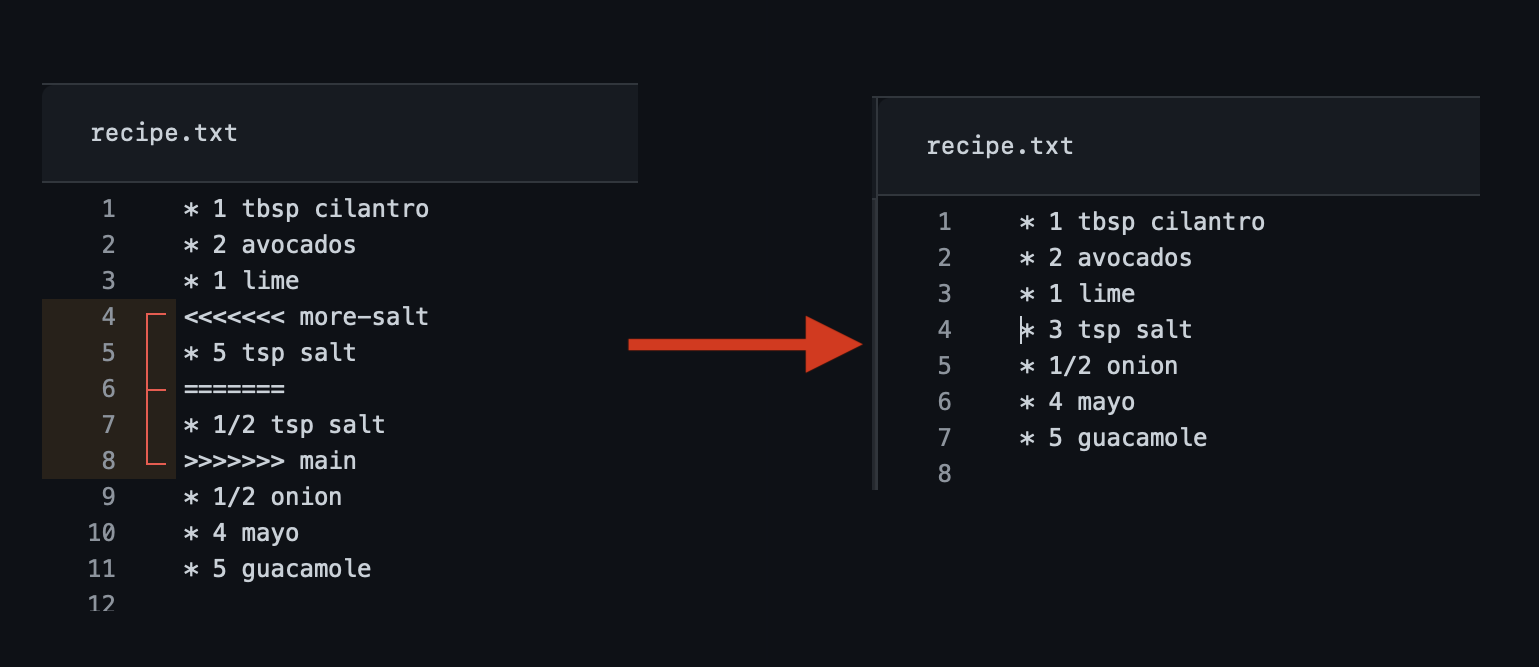 recipe.txt
1 * 1 tbsp cilantro
2 * 2 avocados
3 * 1 lime
4 <<<<<<< more-salt
5 * 5 tsp salt
6 =======
7 * 1/2 tsp salt
8 >>>>>>> main
9 * 1/2 onion
10 * 4 mayo
11 * 5 guacamole
12
recipe.txt
1 * 1 tbsp cilantro
2 * 2 avocados
3 * 1 lime
4 * 3 tsp salt
5 * 1/2 onion
6 * 4 mayo
7 * 5 guacamole
8